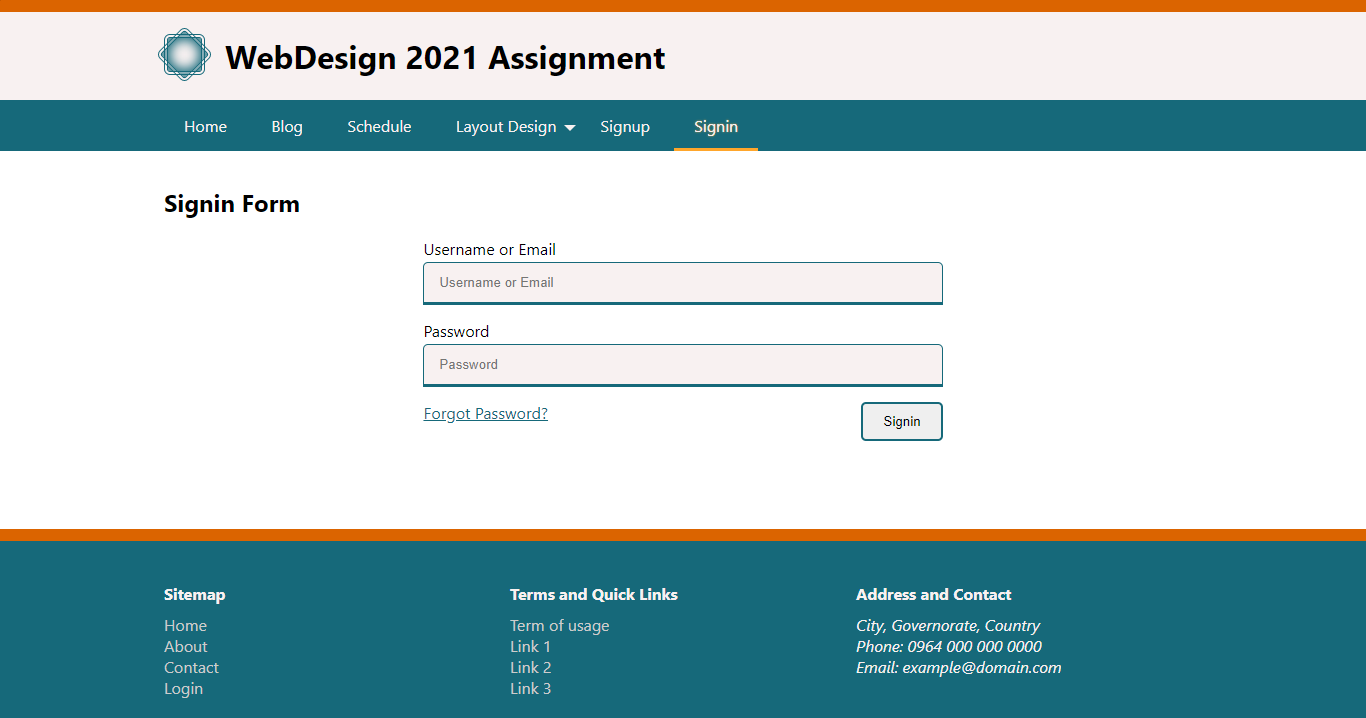 WebDesign 2021 Assignment
Home Blog Schedule Layout Design Signup Signin
Signin Form
Username or Email
Username or Email
Password
Password
Forgot Password? Signin
Sitemap
Home
About
Contact
Login
Terms and Quick Links
Term of usage
Link 1
Link 2
Link 3
Address and Contact
City, Governorate, Country
Phone: 0964 000 000 0000
Email: example@domain.com